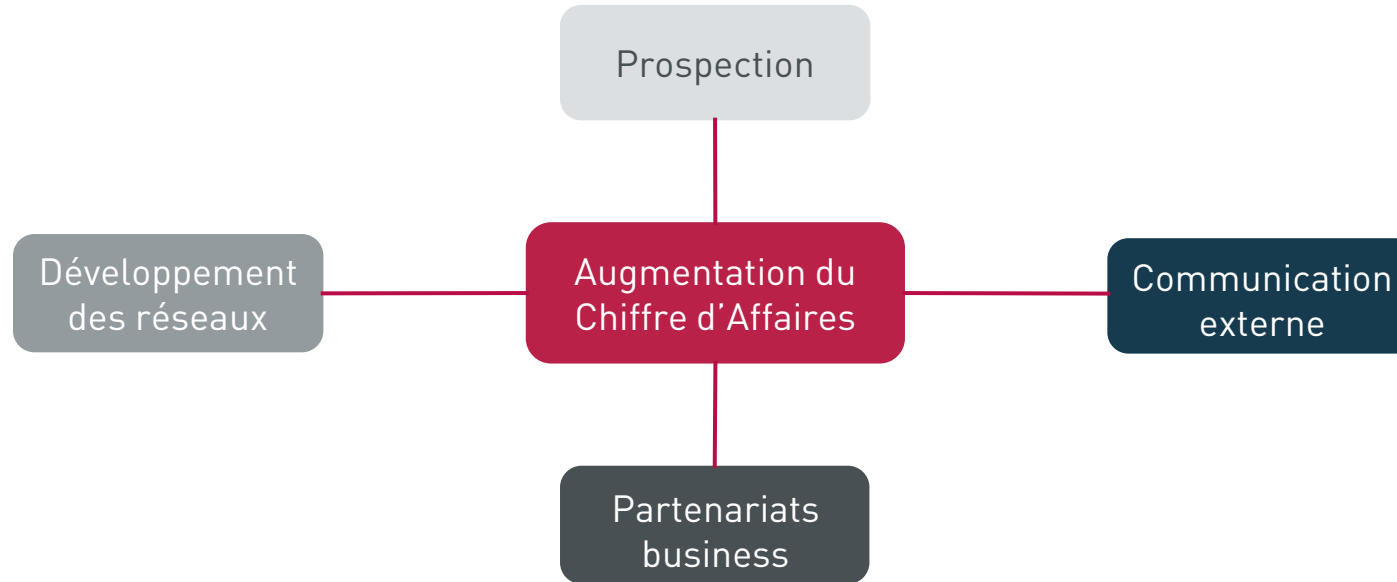 Prospection
Développement
des réseaux
Augmentation du
Chiffre d’Affaires
Communication
externe
Partenariats
business